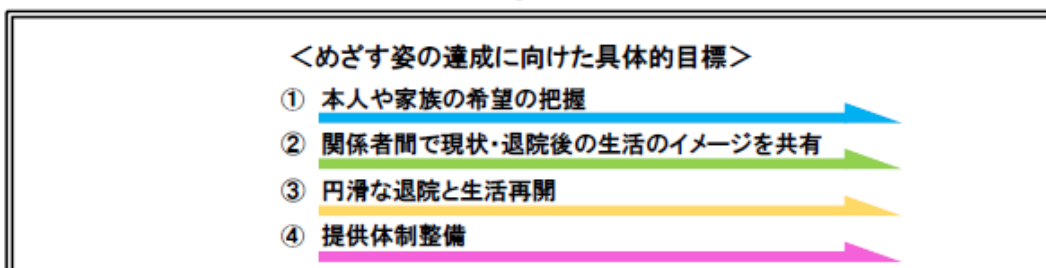 ＜めざす姿の達成に向けた具体的目標＞
① 本人や家族の希望の把握
② 関係者間で現状・退院後の生活のイメージを共有
③ 円滑な退院と生活再開
④ 提供体制整備